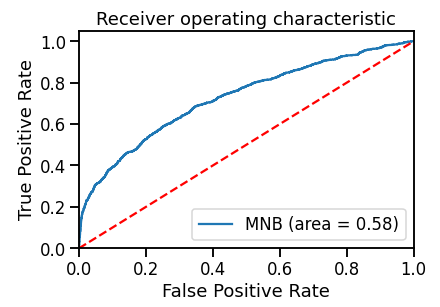 Receiver operating characteristic
True Positive Rate
1.0
0.8
0.6
0.4
0.2
0.0
MNB (area = 0.58)
0.0 0.2 0.4 0.6 0.8 1.0
False Positive Rate